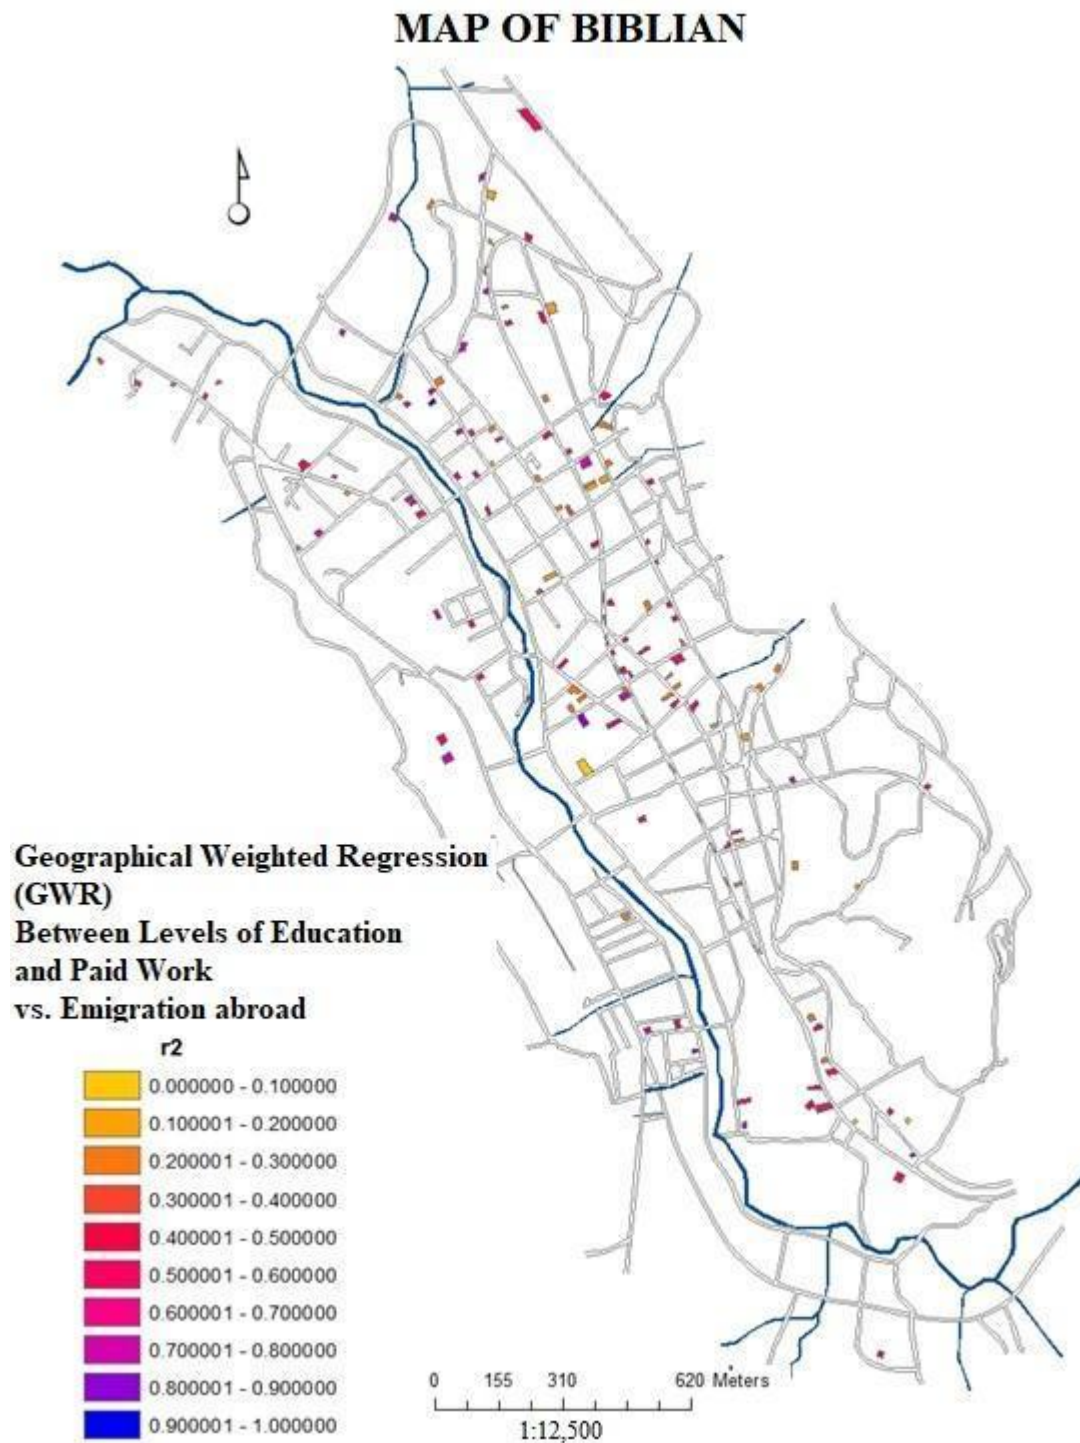 MAP OF BIBLIAN
Geographical Weighted Regression
(GWR)
Between Levels of Education
and Paid Work
vs. Emigration abroad
r2
0.000000 - 0.100000
0.100001 - 0.200000
0.200001 - 0.300000
0.300001 - 0.400000
0.400001 - 0.500000
0.500001 - 0.600000
0.600001 - 0.700000
0.700001 - 0.800000
0.800001 - 0.900000
0.900001 - 1.000000
0 155 310 620 Meters
1:12,500